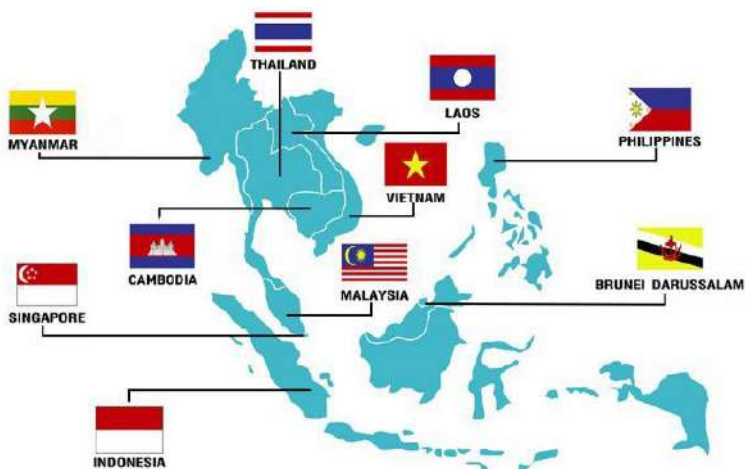 THAILAND
LAOS
MYANMAR
PHILIPPINES
VIETNAM
CAMBODIA
MALAYSIA
BRUNEI DARUSSALAM
SINGAPORE
INDONESIA